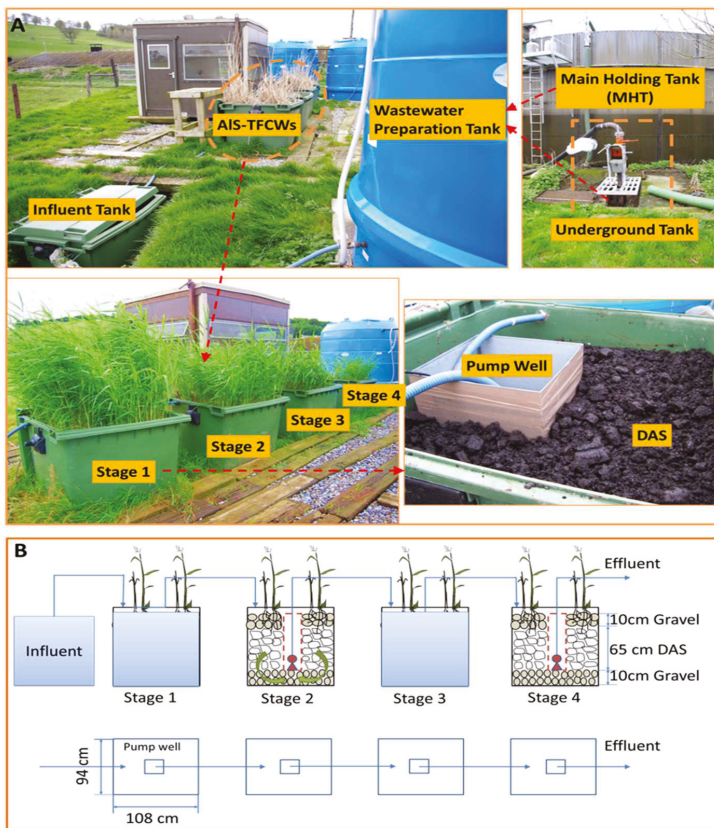 A
AlS-TFCWs
Influent Tank
Wastewater
Preparation Tank
Main Holding Tank
(MHT)
Underground Tank
Stage 1
Stage 2
Stage 3
Stage 4
Pump Well
DAS
B
Effluent
Influent
10cm Gravel
65 cm DAS
10cm Gravel
Stage 1
Stage 2
Stage 3
Stage 4
Pump well
Effluent
94 cm
108 cm